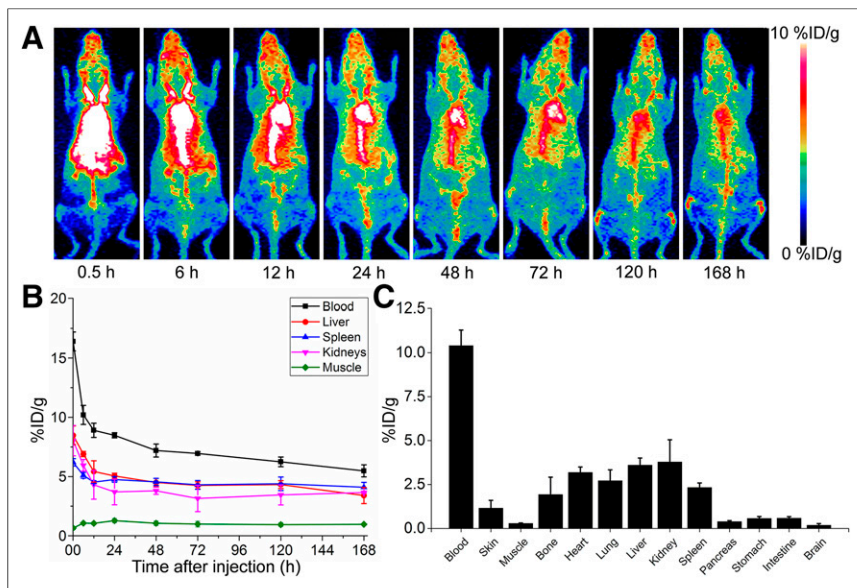 A
10 %ID/g
0 %ID/g
0.5 h 6 h 12 h 24 h 48 h 72 h 120 h 168 h
B
20
15
10
5
0
%ID/g
Blood
Liver
Spleen
Kidneys
Muscle
00 24 48 72 96 120 144 168
Time after injection (h)
C
12.5
10.0
7.5
5.0
2.5
0.0
%ID/g
Blood Skin Muscle Bone Heart Lung Liver Kidney Spleen Pancreas Stomach Intestine Brain